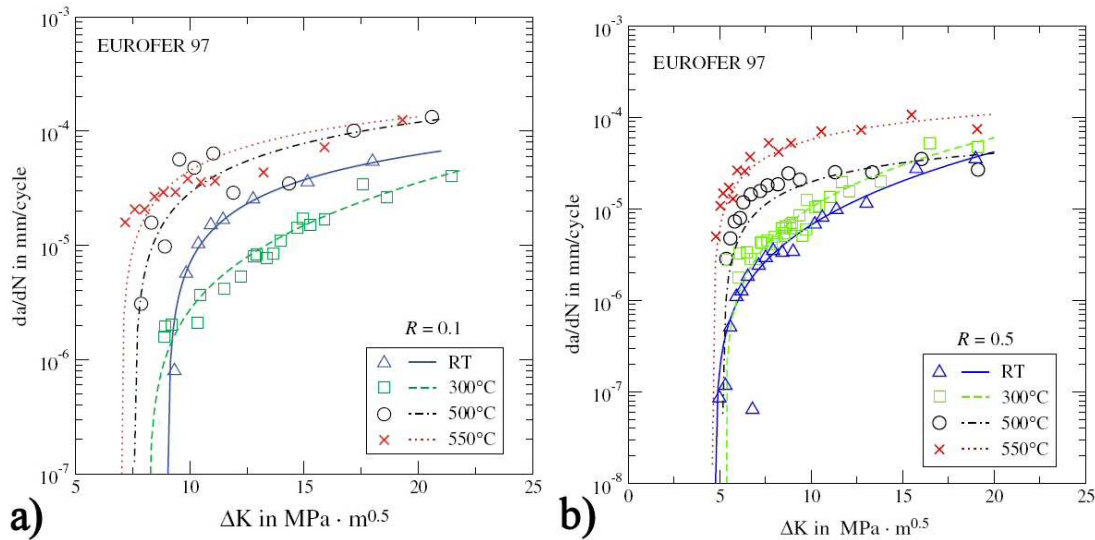 EUROFER 97
da/dN in mm/cycle
10⁻³
10⁻⁴
10⁻⁵
10⁻⁶
10⁻⁷
R = 0.1
RT
300°C
500°C
550°C
5 10 15 20 25
ΔK in MPa · m⁰·⁵
a)
EUROFER 97
da/dN in mm/cycle
10⁻³
10⁻⁴
10⁻⁵
10⁻⁶
10⁻⁷
10⁻⁸
R = 0.5
RT
300°C
500°C
550°C
0 5 10 15 20 25
ΔK in MPa · m⁰·⁵
b)